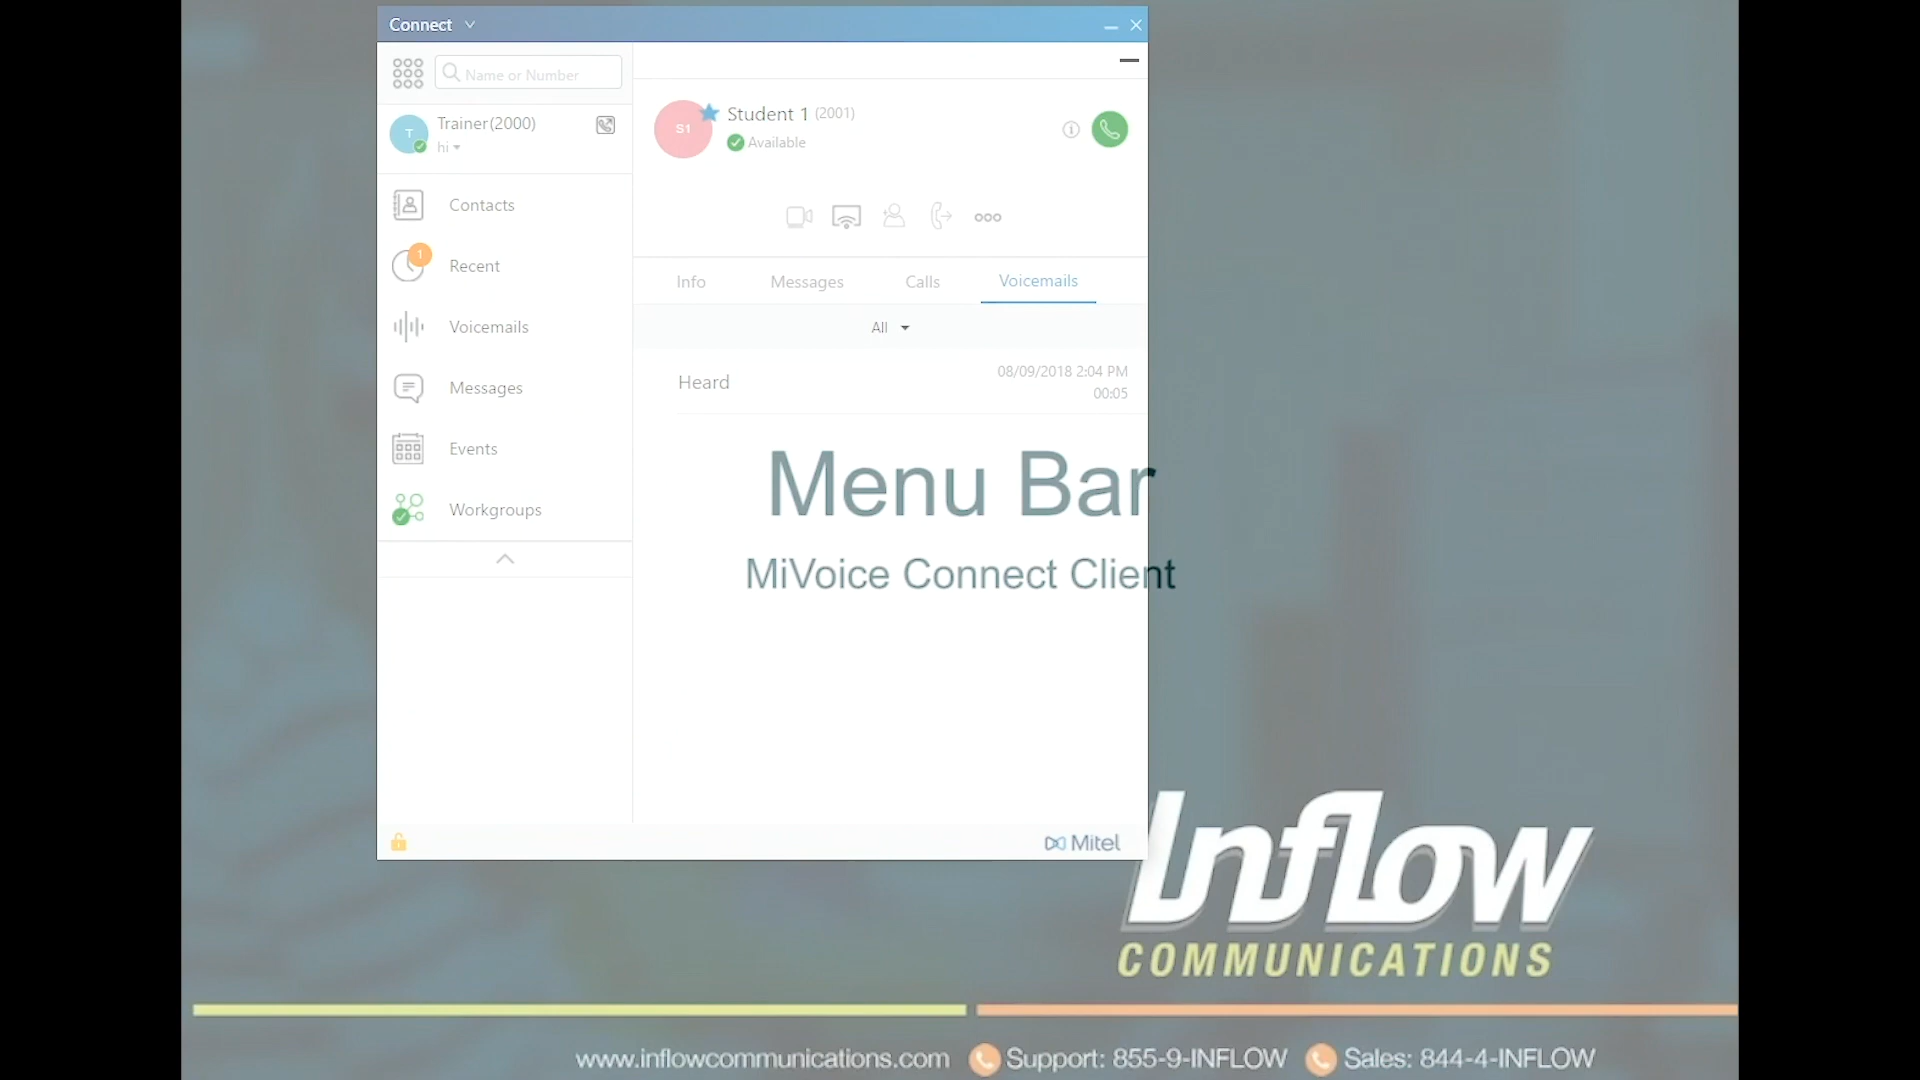 Connect
Name or Number
T
Trainer(2000)
hi
Contacts
1
Recent
Voicemails
Messages
Events
Workgroups
S1
Student 1 (2001)
Available
Info Messages Calls Voicemails
All
Heard
08/09/2018 2:04 PM
00:05
Menu Bar
MiVoice Connect Client
Mitel
Inflow
COMMUNICATIONS
www.inflowcommunications.com Support: 855-9-INFLOW Sales: 844-4-INFLOW